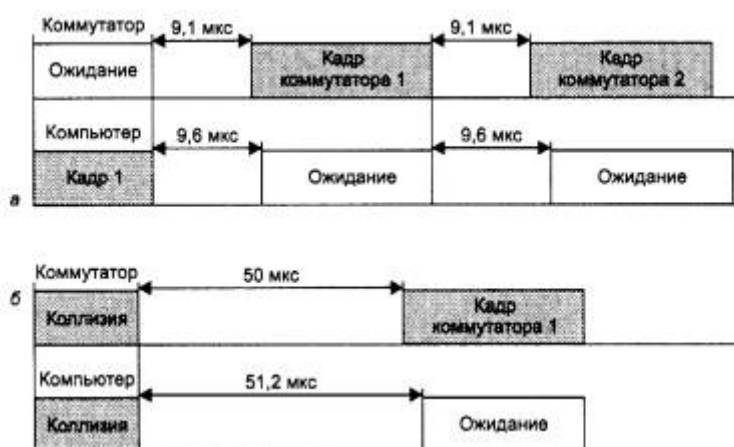 Коммутатор
9,1 мкс
9,1 мкс
Ожидание
Кадр
коммутатора 1
Кадр
коммутатора 2
Компьютер
9,6 мкс
9,6 мкс
Кадр 1
Ожидание
Ожидание
а
Коммутатор
50 мкс
б
Коллизия
Кадр
коммутатора 1
Компьютер
51,2 мкс
Коллизия
Ожидание